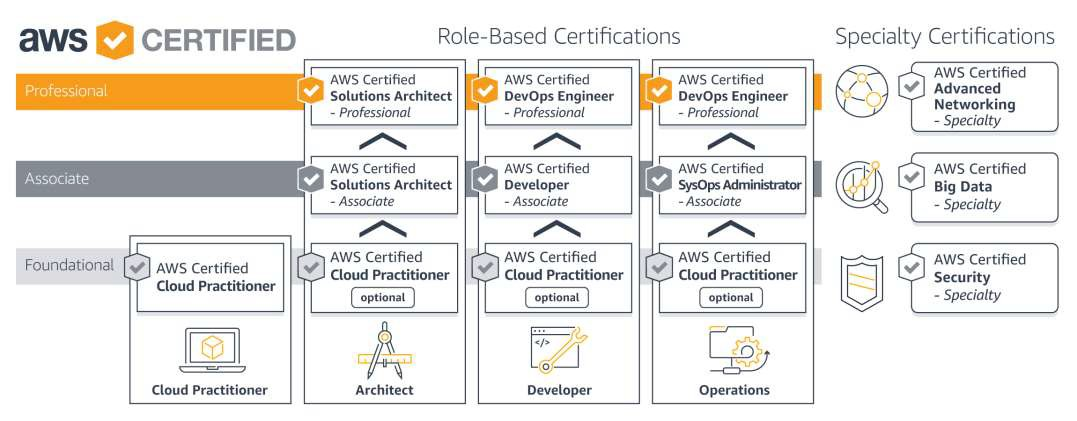 aws CERTIFIED
Role-Based Certifications
Specialty Certifications
Professional
AWS Certified
Solutions Architect
- Professional
AWS Certified
DevOps Engineer
- Professional
AWS Certified
DevOps Engineer
- Professional
AWS Certified
Advanced
Networking
- Specialty
Associate
AWS Certified
Solutions Architect
- Associate
AWS Certified
Developer
- Associate
AWS Certified
SysOps Administrator
- Associate
AWS Certified
Big Data
- Specialty
Foundational
AWS Certified
Cloud Practitioner
AWS Certified
Cloud Practitioner
optional
AWS Certified
Cloud Practitioner
optional
AWS Certified
Cloud Practitioner
optional
AWS Certified
Security
- Specialty
</>
Cloud Practitioner
Architect
Developer
Operations